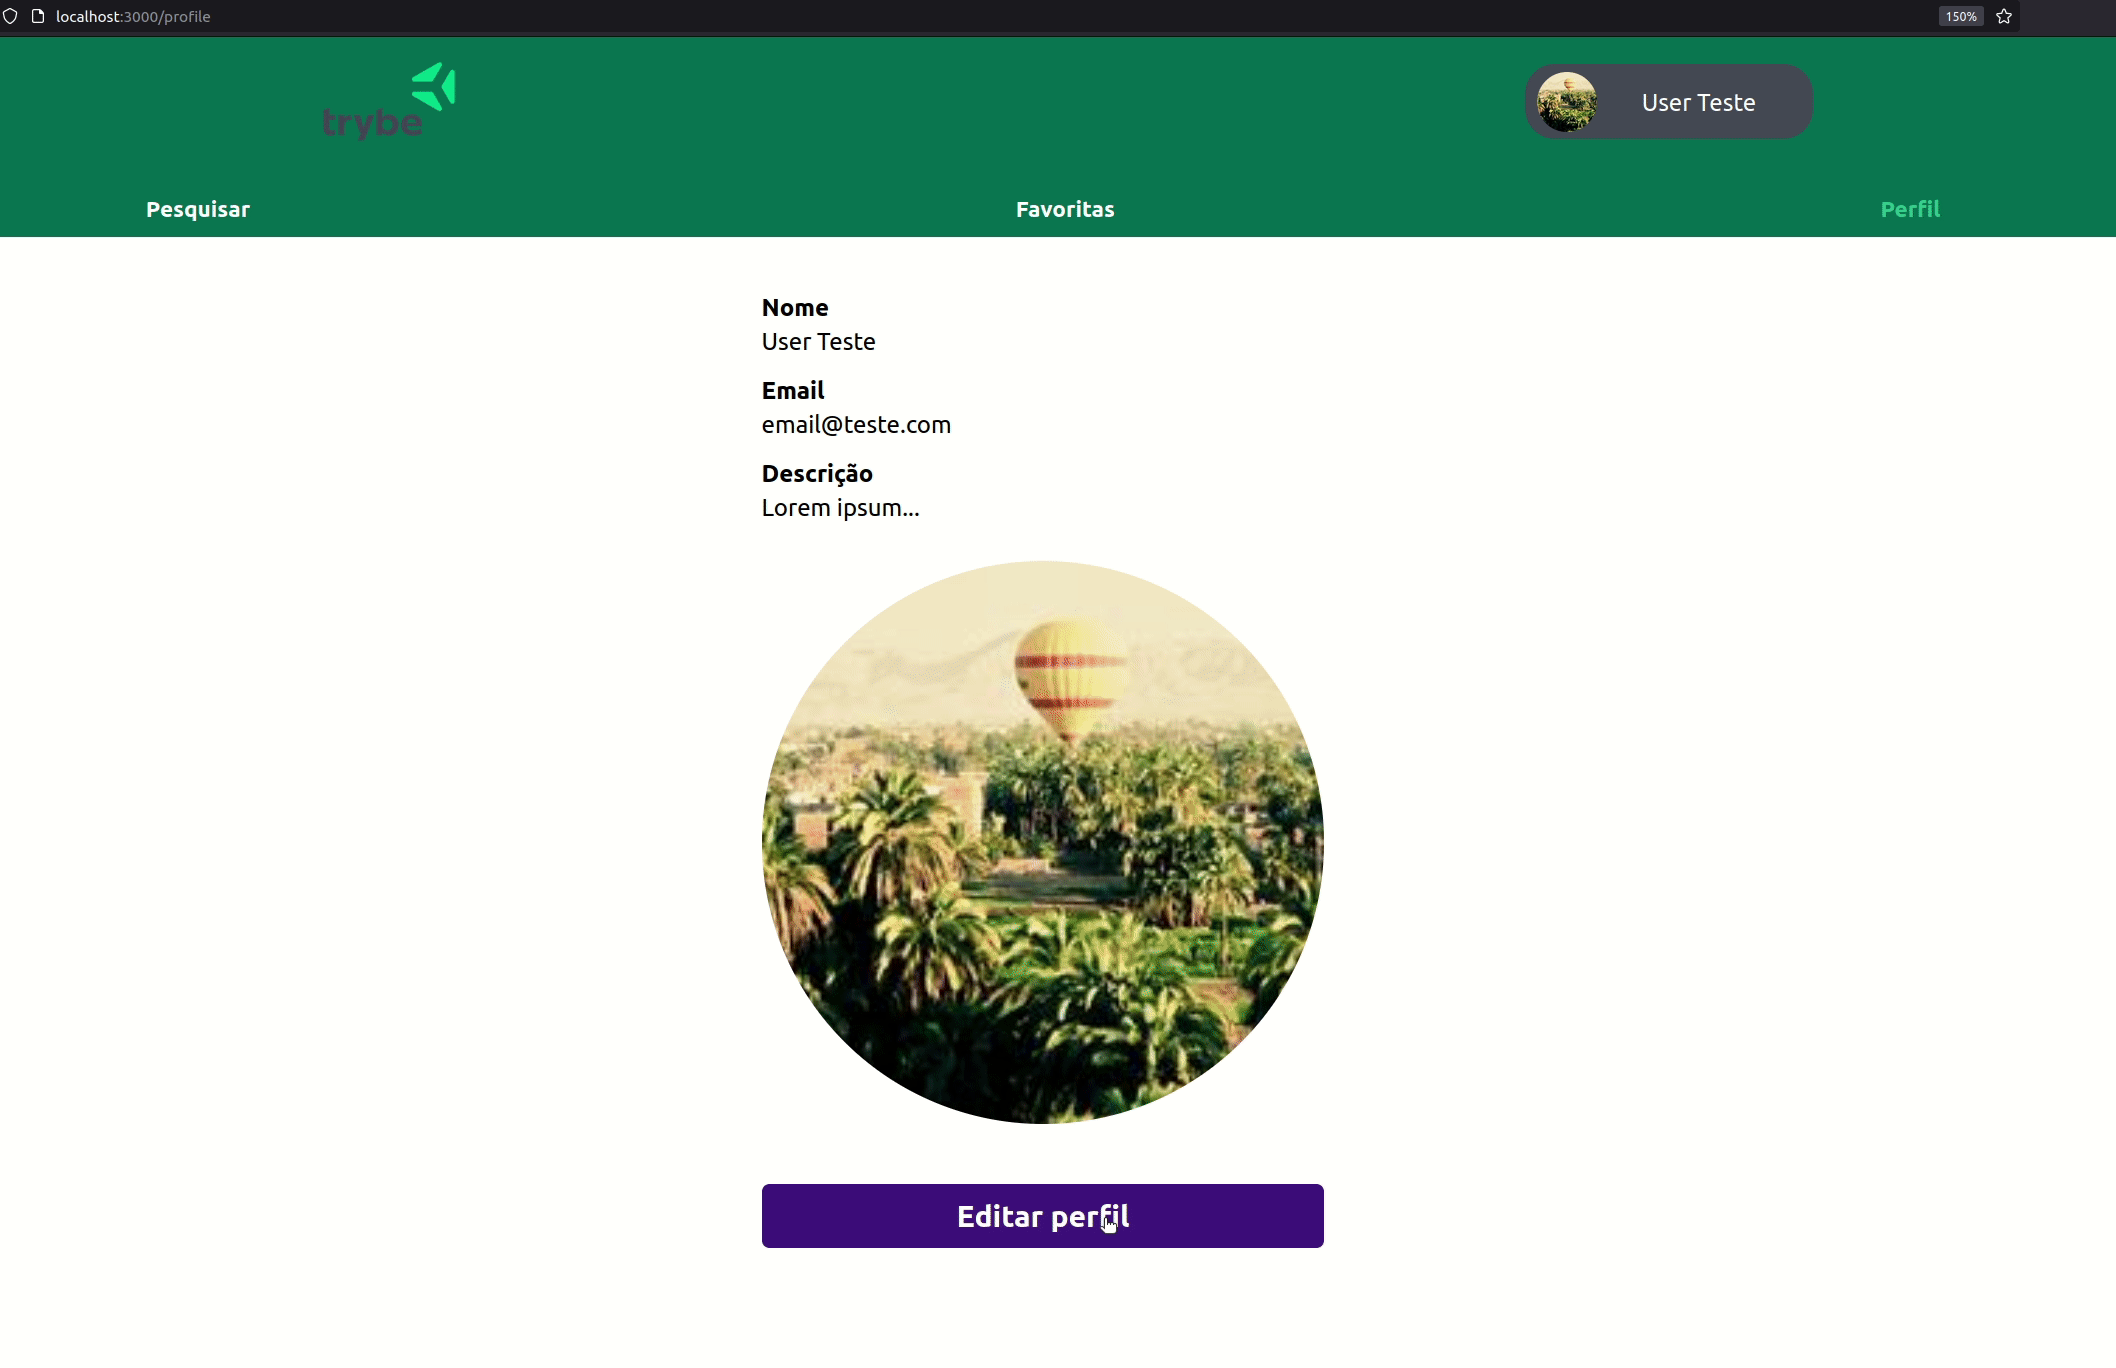 localhost:3000/profile
150%
trybe
User Teste
Pesquisar
Favoritas
Perfil
Nome
User Teste
Email
email@teste.com
Descrição
Lorem ipsum...
Editar perfil